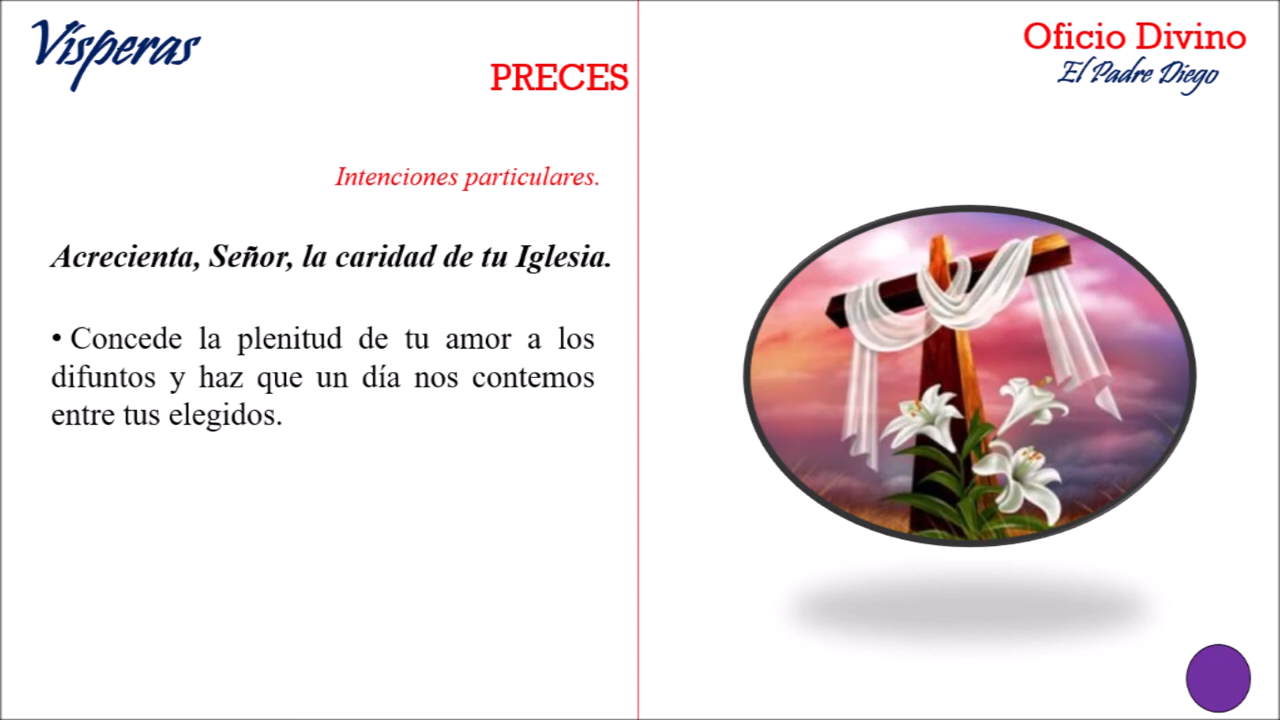 Vísperas
PRECES
Intenciones particulares.
Acrecienta, Señor, la caridad de tu Iglesia.
• Concede la plenitud de tu amor a los
difuntos y haz que un día nos contemos
entre tus elegidos.
Oficio Divino
El Padre Diego